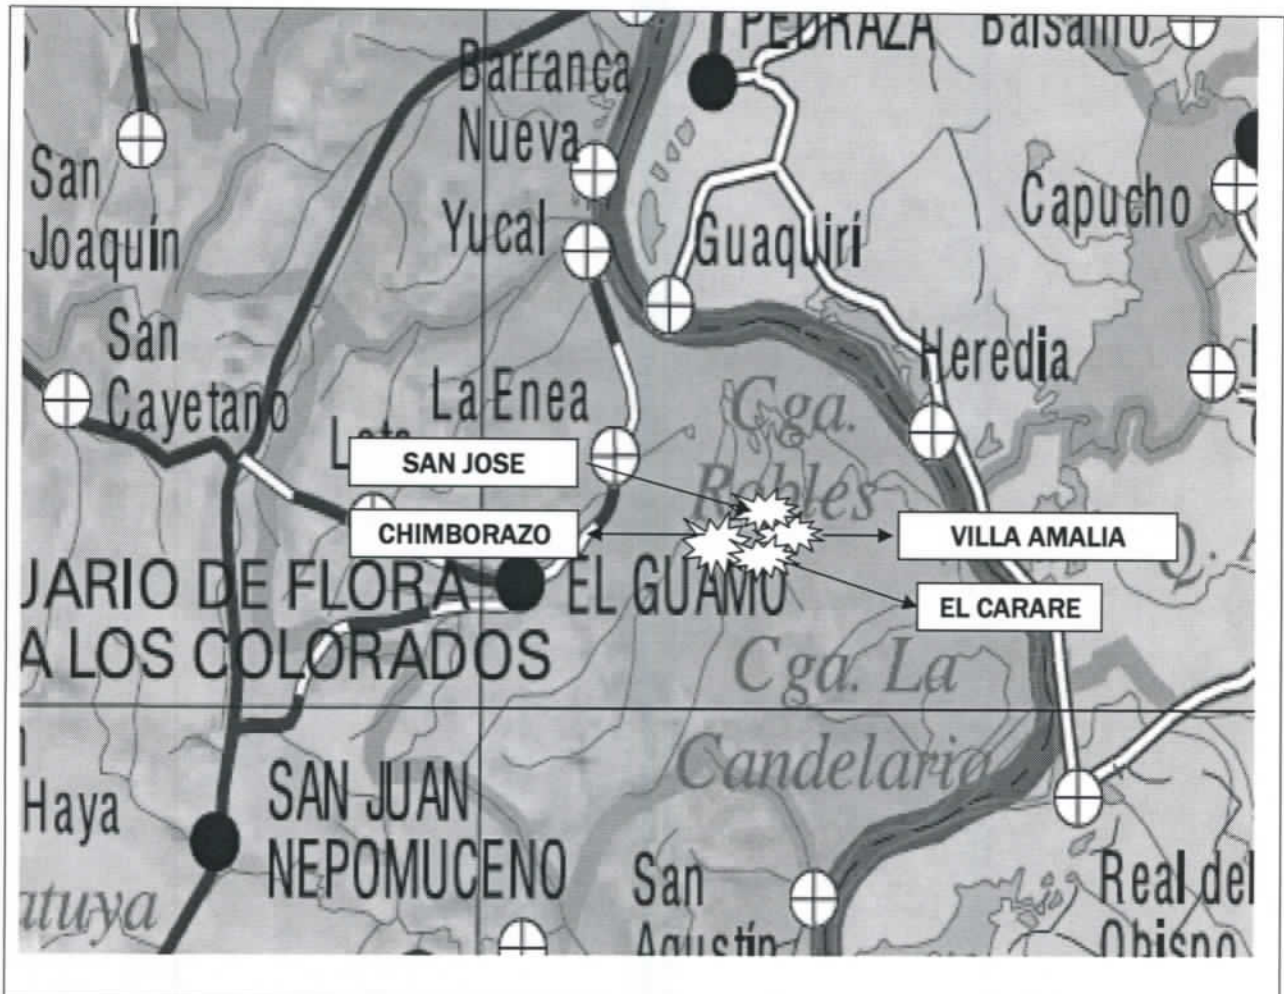 PEDRAZA
Balsamo
Barranca
Nueva
San
Joaquín
Capucho
Yucal
Guaquirí
San
Cayetano
Heredia
La Enea
Cga.
Robles
SAN JOSE
CHIMBORAZO
VILLA AMALIA
EL CARARE
UARIO DE FLORA
EL GUAMO
A LOS COLORADOS
Cga. La
Candelaria
Haya
SAN JUAN
NEPOMUCENO
San
Agustín
Real del
Obispo
atuya